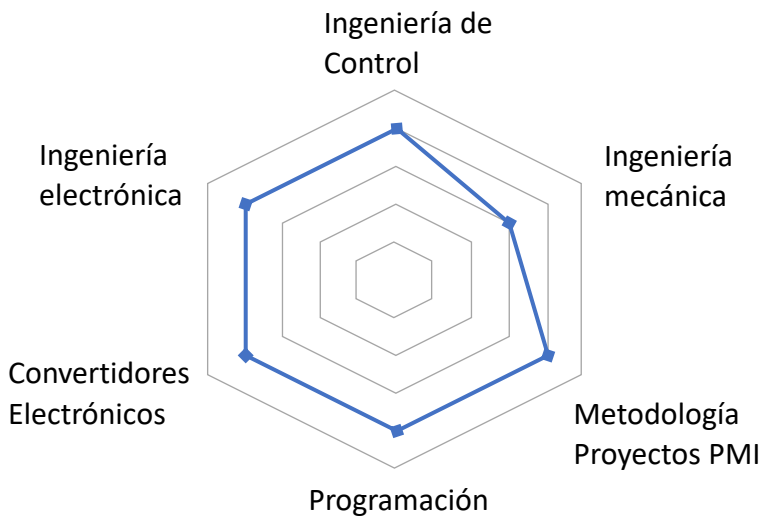 Ingeniería de
Control
Ingeniería
electrónica
Ingeniería
mecánica
Convertidores
Electrónicos
Metodología
Proyectos PMI
Programación